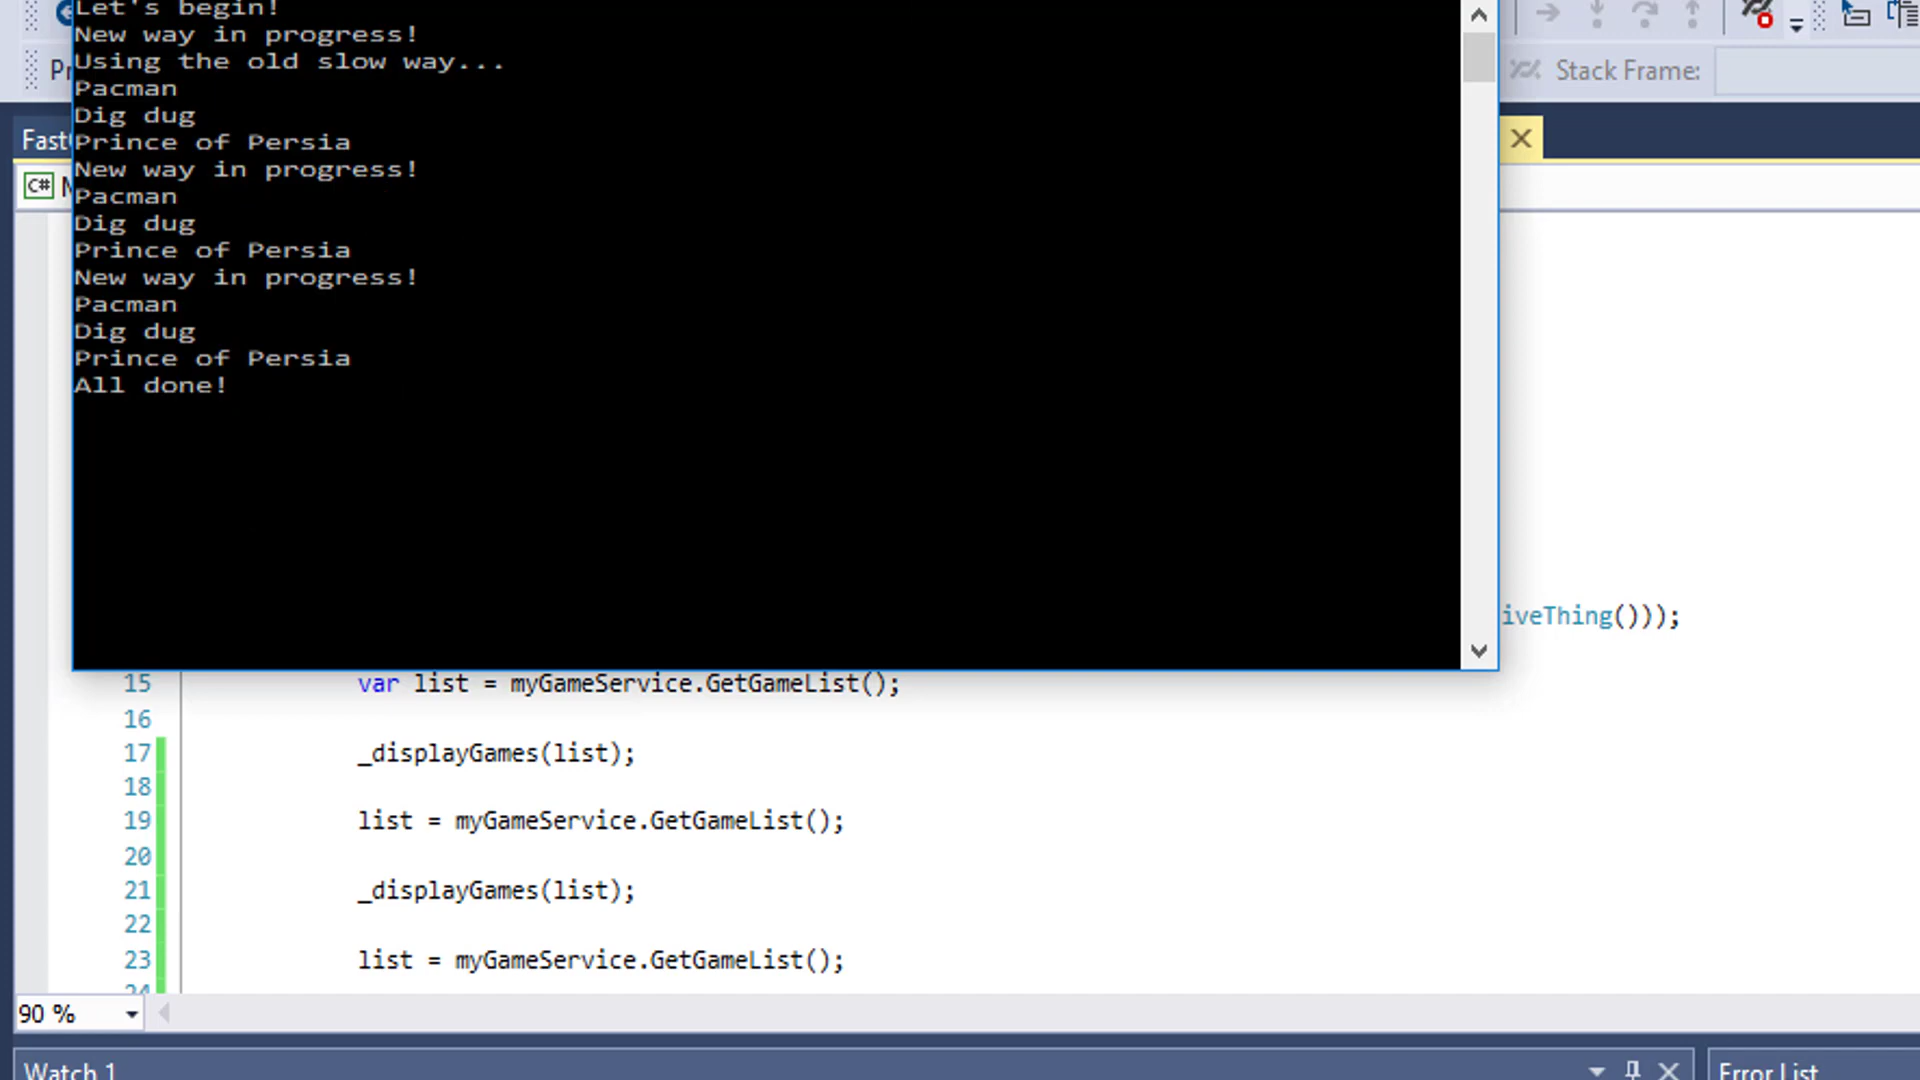 Let's begin!
New way in progress!
Using the old slow way...
Pacman
Dig dug
Prince of Persia
New way in progress!
Pacman
Dig dug
Prince of Persia
New way in progress!
Pacman
Dig dug
Prince of Persia
All done!
Stack Frame:
Fast
C#
iveThing()));
15 var list = myGameService.GetGameList();
16
17 _displayGames(list);
18
19 list = myGameService.GetGameList();
20
21 _displayGames(list);
22
23 list = myGameService.GetGameList();
24
90 %
Watch 1
Error List